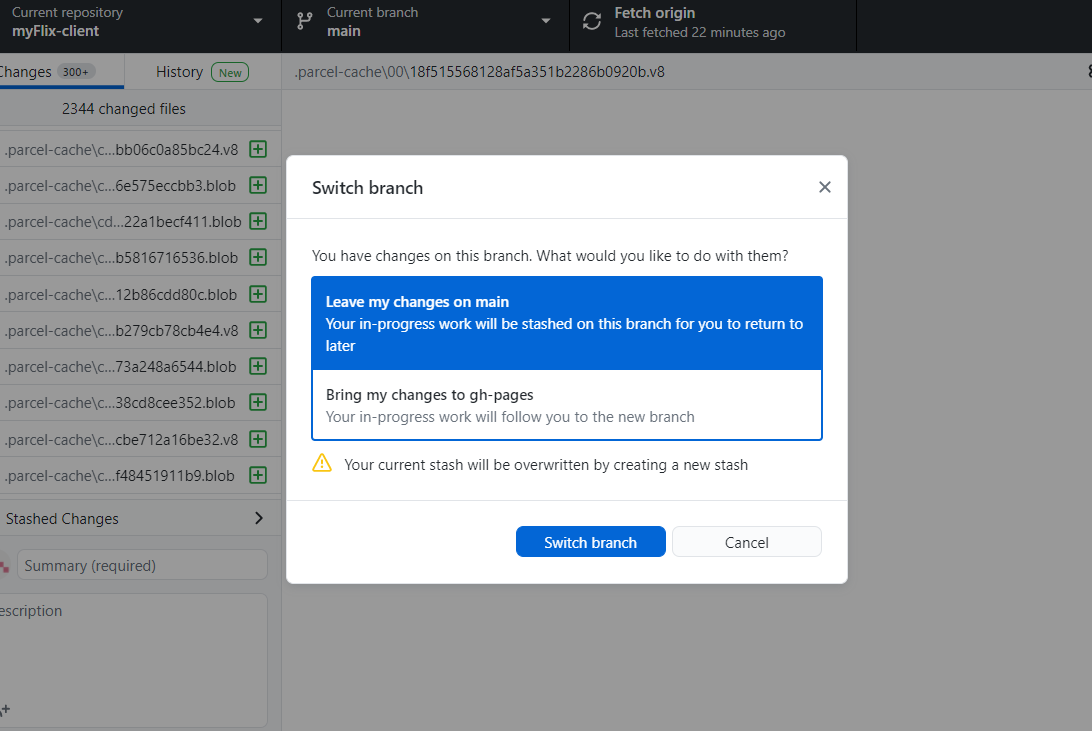 Current repository
myFlix-client
Current branch
main
Fetch origin
Last fetched 22 minutes ago
Changes 300+
History New
2344 changed files
.parcel-cache\c...bb06c0a85bc24.v8
.parcel-cache\c...6e575eccbb3.blob
.parcel-cache\cd...22a1becf411.blob
.parcel-cache\c...b5816716536.blob
.parcel-cache\c...12b86cdd80c.blob
.parcel-cache\c...b279cb78cb4e4.v8
.parcel-cache\c...73a248a6544.blob
.parcel-cache\c...38cd8cee352.blob
.parcel-cache\c...cbe712a16be32.v8
.parcel-cache\c...f48451911b9.blob
Stashed Changes
Summary (required)
escription
.parcel-cache\00\18f515568128af5a351b2286b0920b.v8
Switch branch
You have changes on this branch. What would you like to do with them?
Leave my changes on main
Your in-progress work will be stashed on this branch for you to return to
later
Bring my changes to gh-pages
Your in-progress work will follow you to the new branch
Your current stash will be overwritten by creating a new stash
Switch branch
Cancel